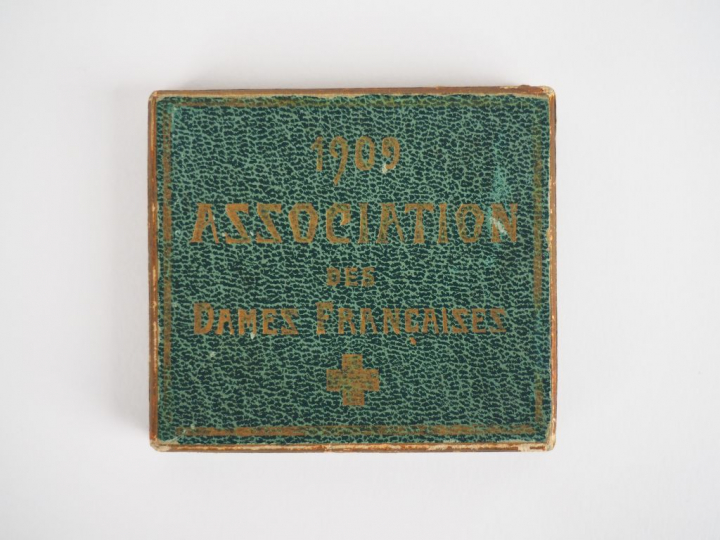 1909
ASSOCIATION
DES
DAMES FRANÇAISES